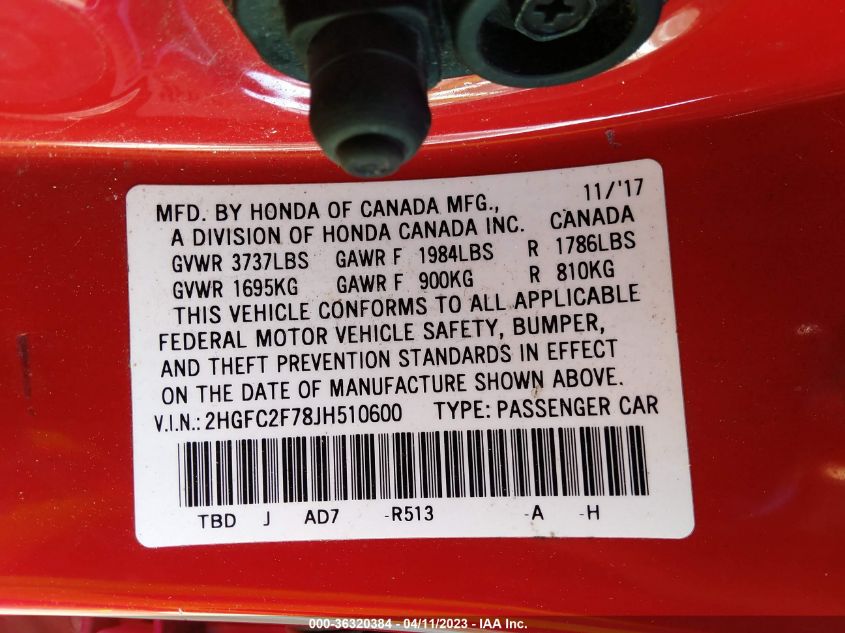 MFD. BY HONDA OF CANADA MFG., 11/'17
A DIVISION OF HONDA CANADA INC. CANADA
GVWR 3737LBS GAWR F 1984LBS R 1786LBS
GVWR 1695KG GAWR F 900KG R 810KG
THIS VEHICLE CONFORMS TO ALL APPLICABLE
FEDERAL MOTOR VEHICLE SAFETY, BUMPER,
AND THEFT PREVENTION STANDARDS IN EFFECT
ON THE DATE OF MANUFACTURE SHOWN ABOVE.
V.I.N.: 2HGFC2F78JH510600 TYPE: PASSENGER CAR
TBD J AD7 -R513 -A -H
000-36320384 - 04/11/2023 - IAA Inc.